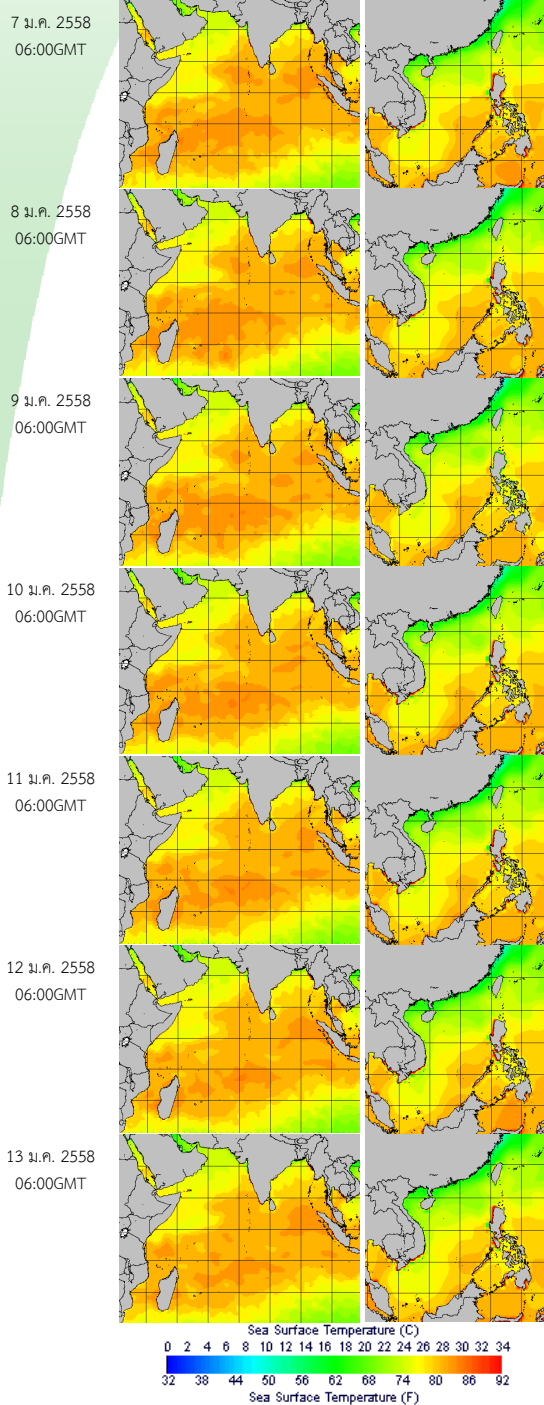 7 ม.ค. 2558
06:00GMT
8 ม.ค. 2558
06:00GMT
9 ม.ค. 2558
06:00GMT
10 ม.ค. 2558
06:00GMT
11 ม.ค. 2558
06:00GMT
12 ม.ค. 2558
06:00GMT
13 ม.ค. 2558
06:00GMT
Sea Surface Temperature (C)
0 2 4 6 8 10 12 14 16 18 20 22 24 26 28 30 32 34
32 38 44 50 56 62 68 74 80 86 92
Sea Surface Temperature (F)